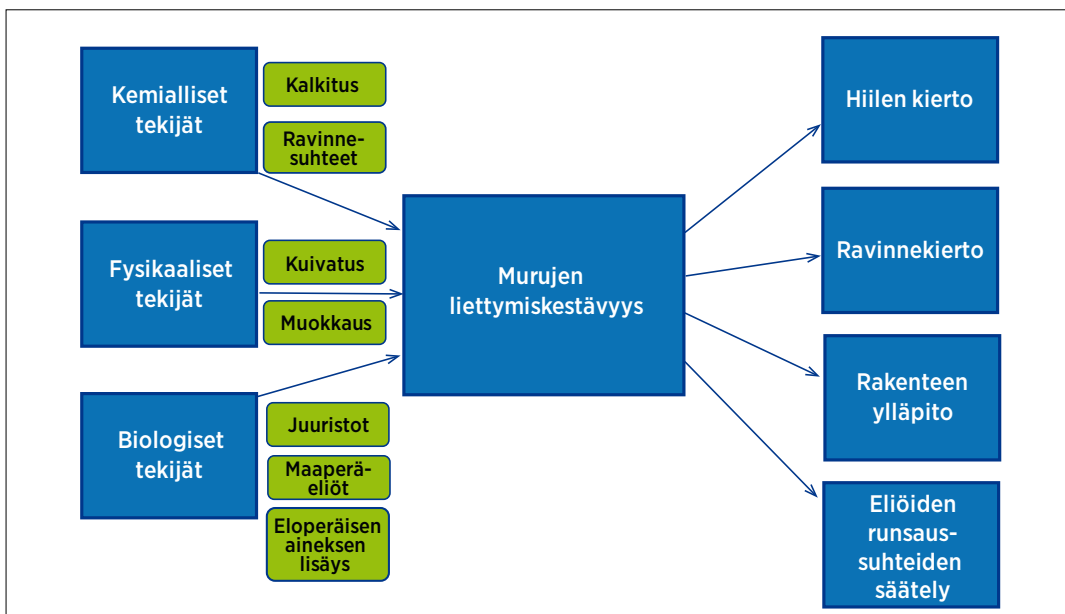 Kemialliset
tekijät
Kalkitus
Ravinne-
suhteet
Fysikaaliset
tekijät
Kuivatus
Muokkaus
Biologiset
tekijät
Juuristot
Maaperä-
eliöt
Eloperäisen
aineksen
lisäys
Murujen
liettymiskestävyys
Hiilen kierto
Ravinnekierto
Rakenteen
ylläpito
Eliöiden
runsaus-
suhteiden
säätely